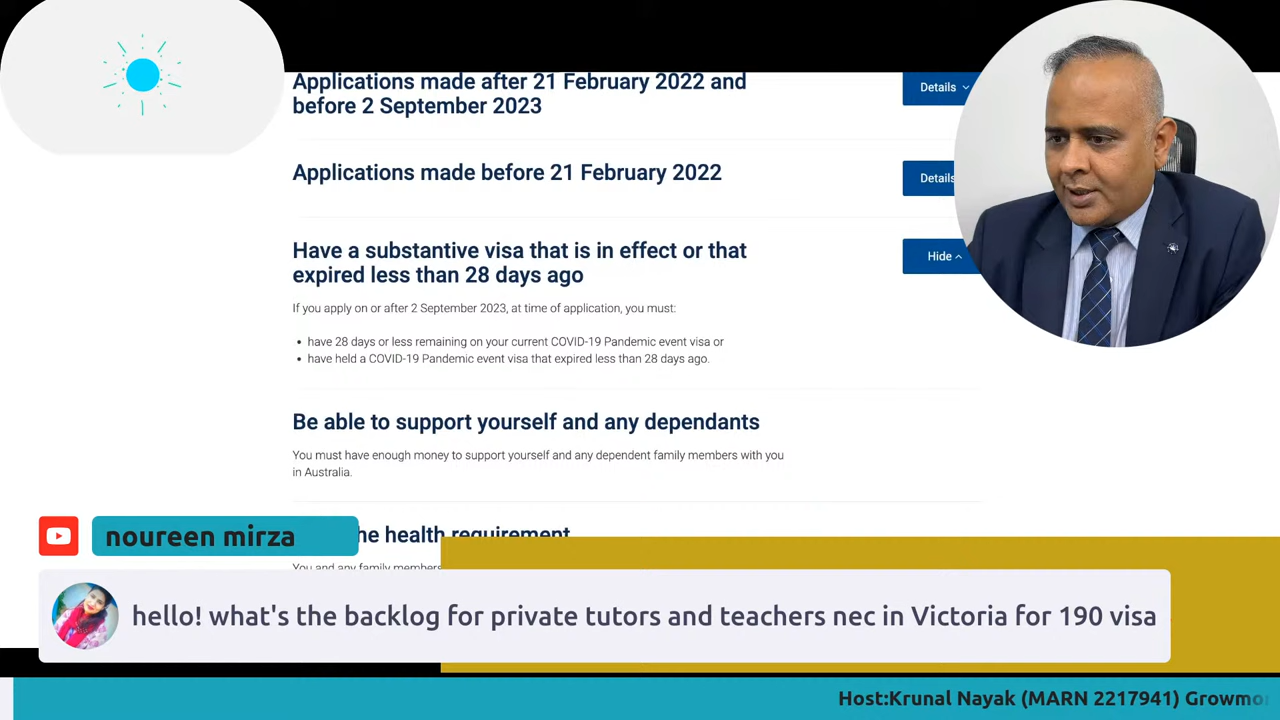 Applications made after 21 February 2022 and
before 2 September 2023
Details
Applications made before 21 February 2022
Details
Have a substantive visa that is in effect or that
expired less than 28 days ago
Hide
If you apply on or after 2 September 2023, at time of application, you must:
• have 28 days or less remaining on your current COVID-19 Pandemic event visa or
• have held a COVID-19 Pandemic event visa that expired less than 28 days ago.
Be able to support yourself and any dependants
You must have enough money to support yourself and any dependent family members with you
in Australia.
noureen mirza
he health requirement
You and any family members
hello! what's the backlog for private tutors and teachers nec in Victoria for 190 visa
Host:Krunal Nayak (MARN 2217941) Growmo